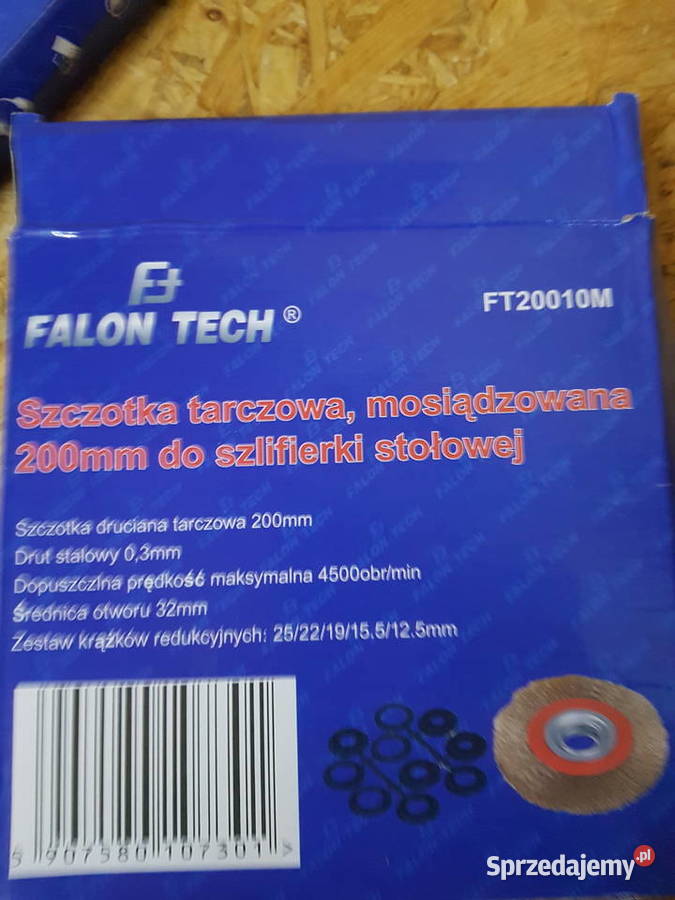 FALON TECH®
FT20010M
Szczotka tarczowa, mosiądzowana
200mm do szlifierki stołowej
Szczotka druciana tarczowa 200mm
Drut stalowy 0,3mm
Dopuszczlna prędkość maksymalna 4500obr/min
Średnica otworu 32mm
Zestaw krążków redukcyjnych: 25/22/19/15.5/12.5mm
5 907580 107301 >
Sprzedajemy.pl